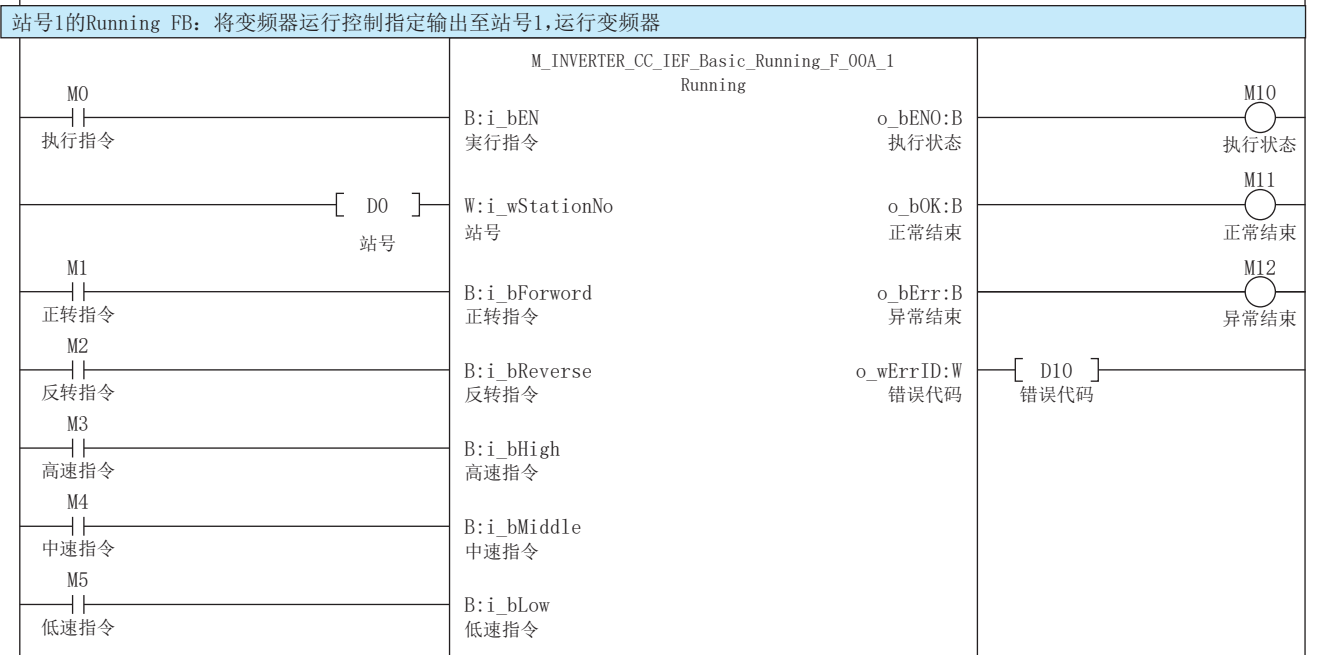 站号1的Running FB：将变频器运行控制指定输出至站号1,运行变频器
M_INVERTER_CC_IEF_Basic_Running_F_00A_1
Running
M0
执行指令
B:i_bEN
実行指令
o_bENO:B
执行状态
M10
执行状态
D0
站号
W:i_wStationNo
站号
o_bOK:B
正常结束
M11
正常结束
M1
正转指令
B:i_bForword
正转指令
o_bErr:B
异常结束
M12
异常结束
M2
反转指令
B:i_bReverse
反转指令
o_wErrID:W
错误代码
D10
错误代码
M3
高速指令
B:i_bHigh
高速指令
M4
中速指令
B:i_bMiddle
中速指令
M5
低速指令
B:i_bLow
低速指令